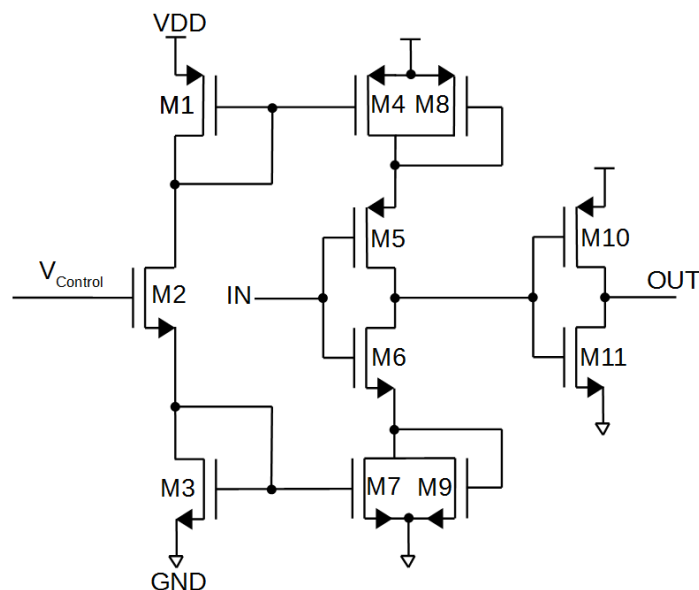 VDD
M1
M4 M8
M5
M10
V Control
M2
IN
OUT
M6
M11
M3
M7 M9
GND